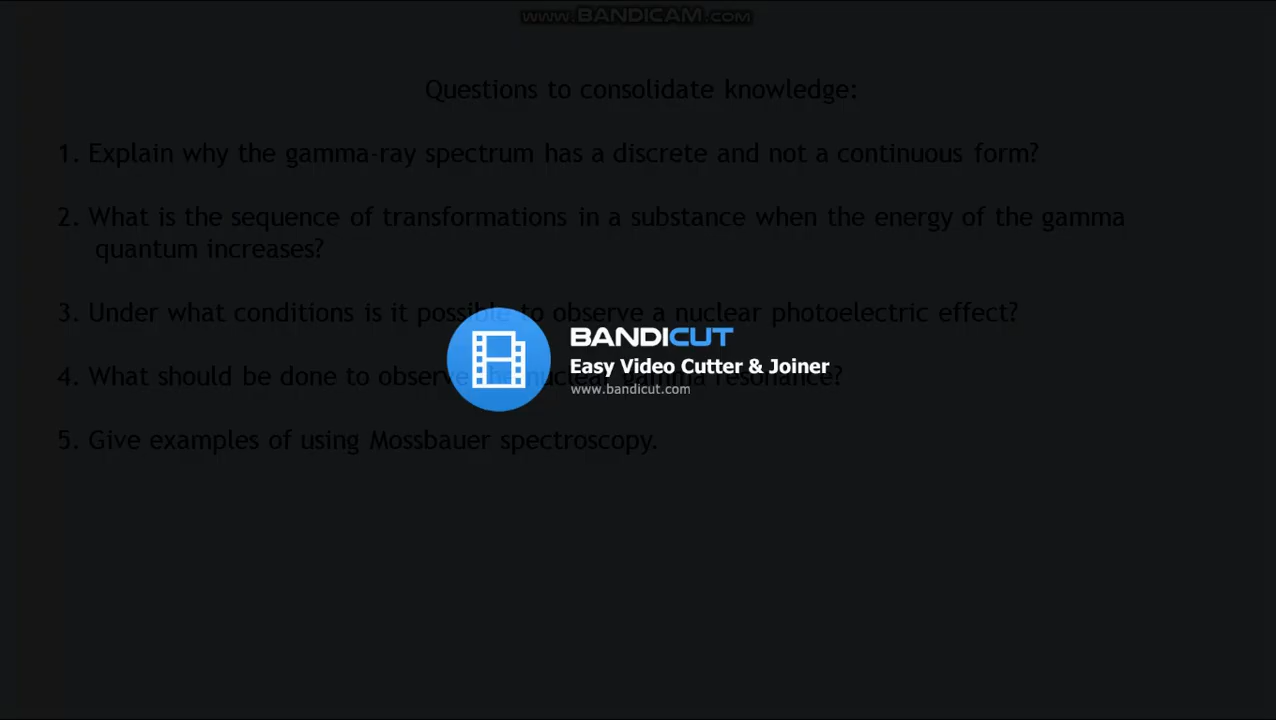 www.BANDICAM.com
Questions to consolidate knowledge:
1. Explain why the gamma-ray spectrum has a discrete and not a continuous form?
2. What is the sequence of transformations in a substance when the energy of the gamma
quantum increases?
3. Under what conditions is it possible to observe a nuclear photoelectric effect?
BANDICUT
Easy Video Cutter & Joiner
www.bandicut.com
4. What should be done to observe the nuclear gamma resonance?
5. Give examples of using Mossbauer spectroscopy.